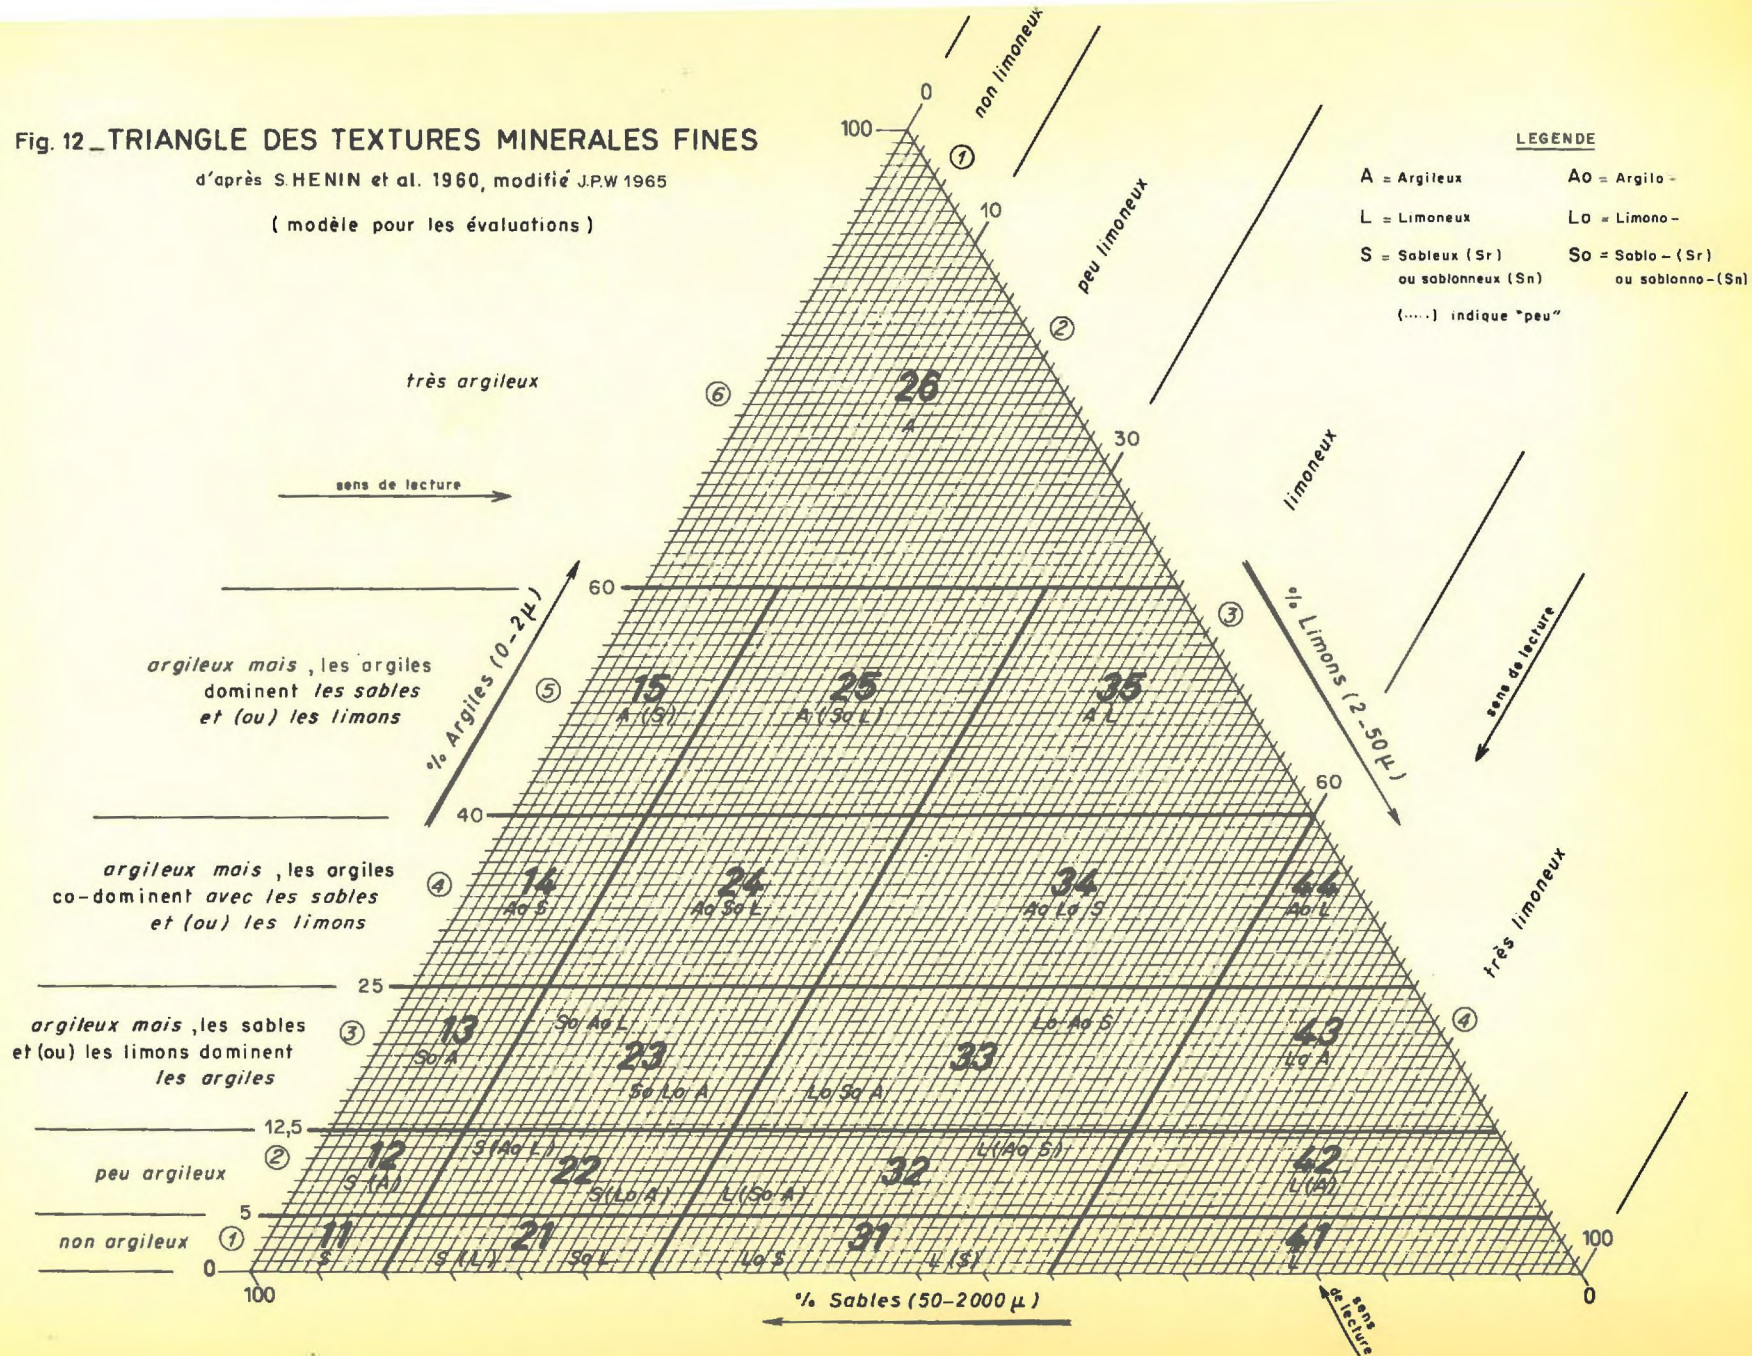 Fig. 12_TRIANGLE DES TEXTURES MINERALES FINES
d'après S.HENIN et al. 1960, modifié J.P.W 1965
( modèle pour les évaluations )
LEGENDE
A = Argileux
Ao = Argilo-
L = Limoneux
Lo = Limono-
S = Sableux (Sr)
ou sablonneux (Sn)
So = Sablo-(Sr)
ou sablonno-(Sn)
(.....) indique "peu"
non limoneux
peu limoneux
limoneux
très limoneux
0
100
1
10
2
30
3
60
4
100
0
% Limons (2-50µ)
sens de lecture
très argileux
6
sens de lecture
60
argileux mais, les argiles
dominent les sables
et (ou) les limons
5
% Argiles (0-2µ)
40
argileux mais, les argiles
co-dominent avec les sables
et (ou) les limons
4
25
argileux mais, les sables
et (ou) les limons dominent
les argiles
3
12,5
peu argileux
2
5
non argileux
1
0
100
26
A
15
A (S)
25
A (So L)
35
A L
14
Ao S
24
Ao So L
34
Ao Lo S
44
Ao L
13
So A
So Ao L
23
So Lo A
Lo Ao S
33
Lo So A
43
Lo A
12
S (A)
S (Ao L)
22
S (Lo A)
L (So A)
32
L (Ao S)
42
L (A)
11
S
21
S (L)
So L
31
Lo S
L (S)
41
L
% Sables (50-2000 µ)
sens
de lecture